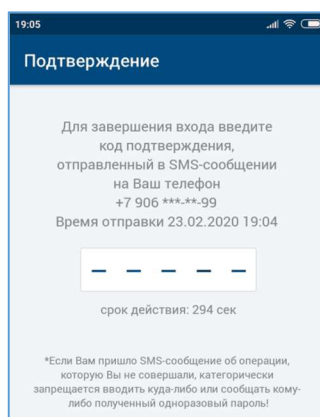 19:05
Подтверждение
Для завершения входа введите
код подтверждения,
отправленный в SMS-сообщении
на Ваш телефон
+7 906 ***-**-99
Время отправки 23.02.2020 19:04
– – – – –
срок действия: 294 сек
*Если Вам пришло SMS-сообщение об операции,
которую Вы не совершали, категорически
запрещается вводить куда-либо или сообщать кому-
либо полученный одноразовый пароль!